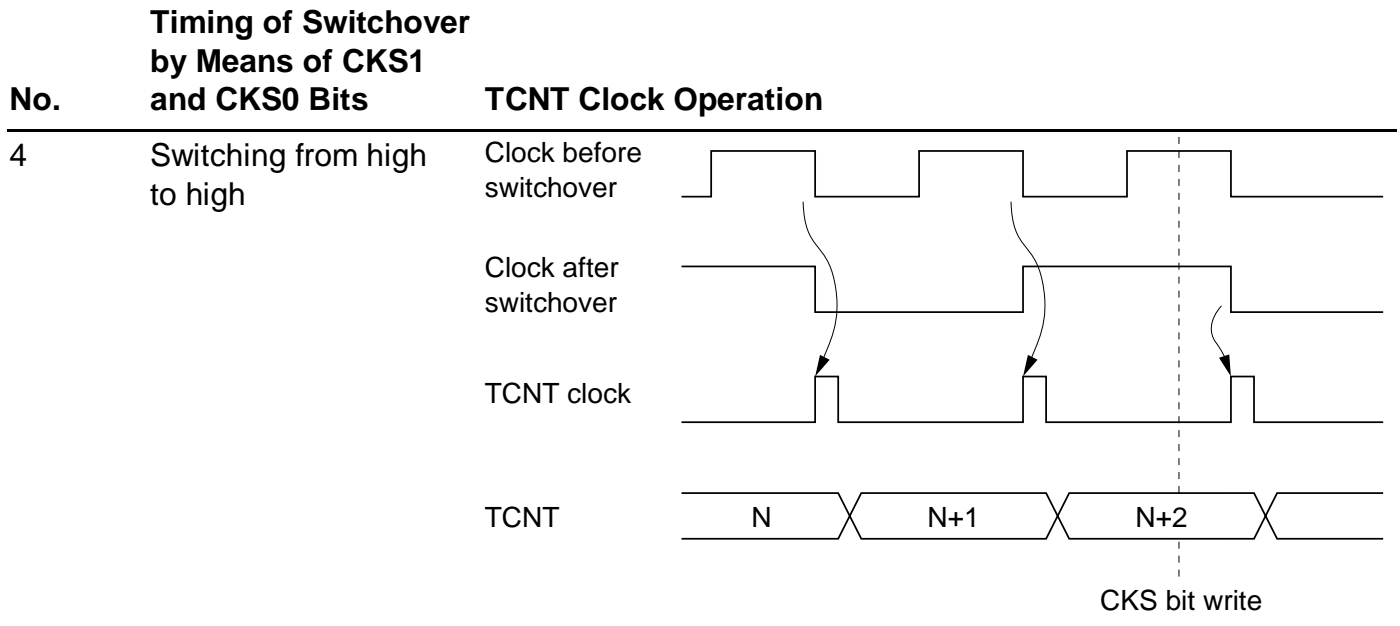 Timing of Switchover
by Means of CKS1
No. and CKS0 Bits TCNT Clock Operation
4 Switching from high
to high
Clock before
switchover
Clock after
switchover
TCNT clock
TCNT N N+1 N+2
CKS bit write